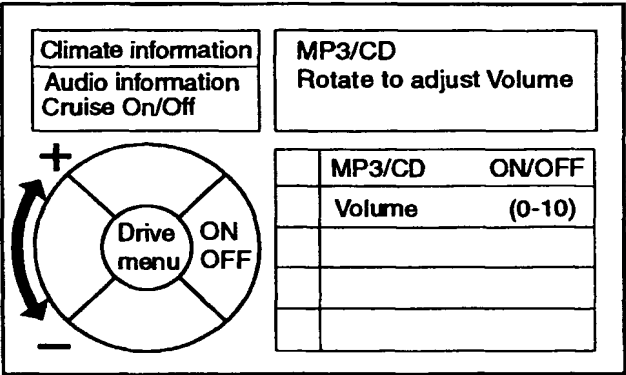 Climate information
Audio information
Cruise On/Off
MP3/CD
Rotate to adjust Volume
+
Drive
menu
ON
OFF
–
MP3/CD ON/OFF
Volume (0-10)